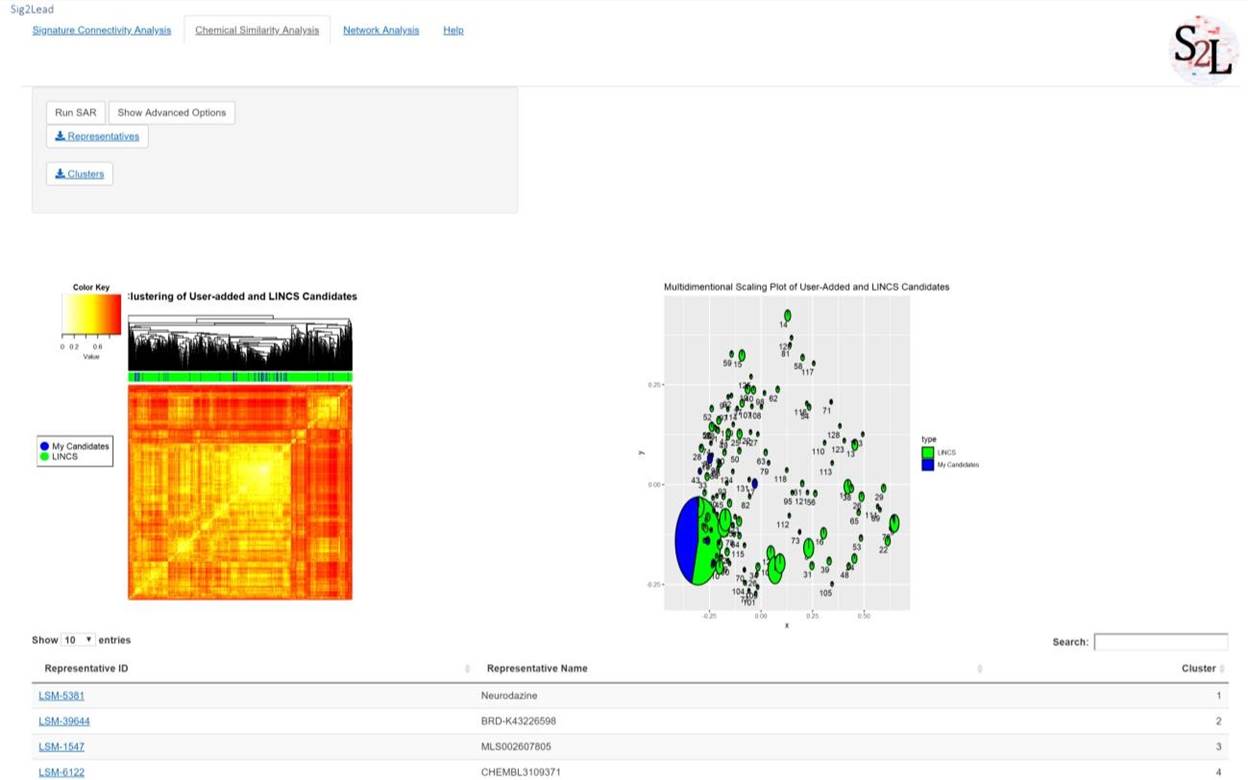 Sig2Lead
Signature Connectivity Analysis
Chemical Similarity Analysis
Network Analysis
Help
S2L
Run SAR
Show Advanced Options
Representatives
Clusters
Color Key
0 0.2 0.6
Value
:lustering of User-added and LINCS Candidates
My Candidates
LINCS
Multidimentional Scaling Plot of User-Added and LINCS Candidates
14
81
59 15
58
117
62
52
71
128
110 123 13
28
50
63
79
113
43
118
131
82
95 121 56
29
65
112
73
16
53
22
115
31
39
48
105
104
101
0.25
0.00
-0.25
-0.25 0.00 0.25 0.50
x
y
type
LINCS
My Candidates
Show 10 entries
Search:
Representative ID Representative Name Cluster
LSM-5381 Neurodazine 1
LSM-39644 BRD-K43226598 2
LSM-1547 MLS002607805 3
LSM-6122 CHEMBL3109371 4